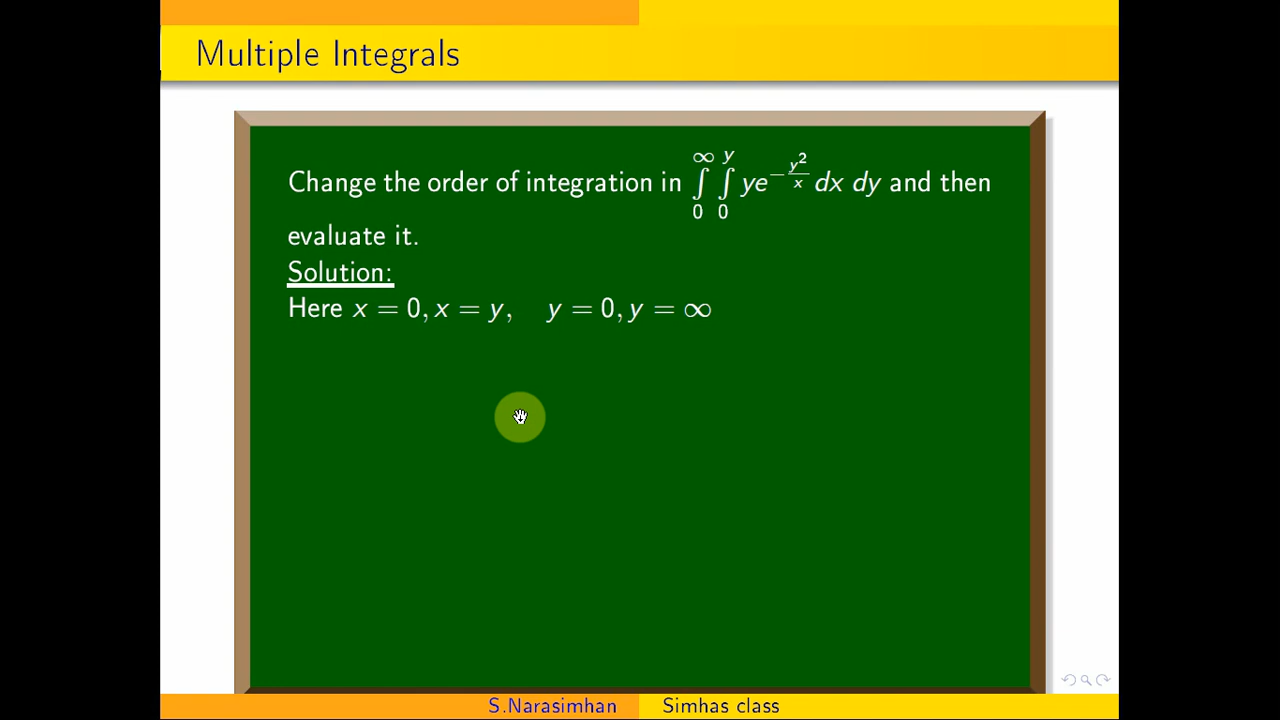 Multiple Integrals
Change the order of integration in ∫₀^∞ ∫₀^y ye^(−y²/x) dx dy and then
evaluate it.
Solution:
Here x = 0, x = y, y = 0, y = ∞
S.Narasimhan Simhas class